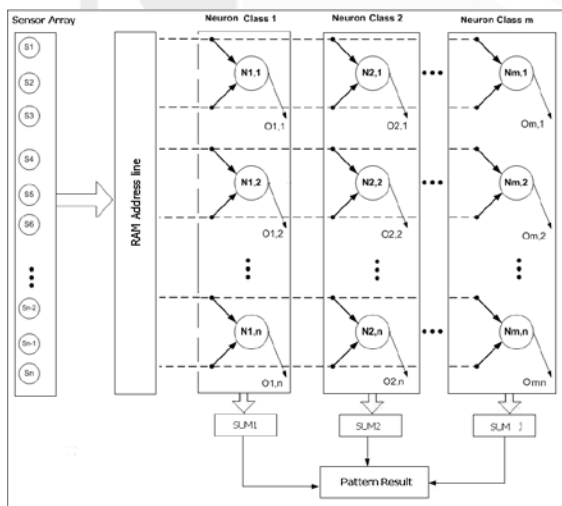 Sensor Array
Neuron Class 1
Neuron Class 2
Neuron Class m
S1
S2
S3
S4
S5
S6
Sn-2
Sn-1
Sn
RAM Address line
N1,1
N2,1
Nm,1
O1,1
O2,1
Om,1
N1,2
N2,2
Nm,2
O1,2
O2,2
Om,2
N1,n
N2,n
Nm,n
O1,n
O2,n
Omn
SUM1
SUM2
SUM J
Pattern Result